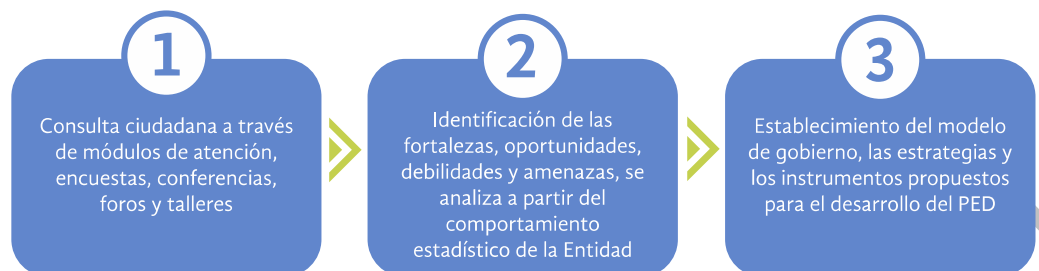 1
Consulta ciudadana a través
de módulos de atención,
encuestas, conferencias,
foros y talleres
2
Identificación de las
fortalezas, oportunidades,
debilidades y amenazas, se
analiza a partir del
comportamiento
estadístico de la Entidad
3
Establecimiento del modelo
de gobierno, las estrategias y
los instrumentos propuestos
para el desarrollo del PED